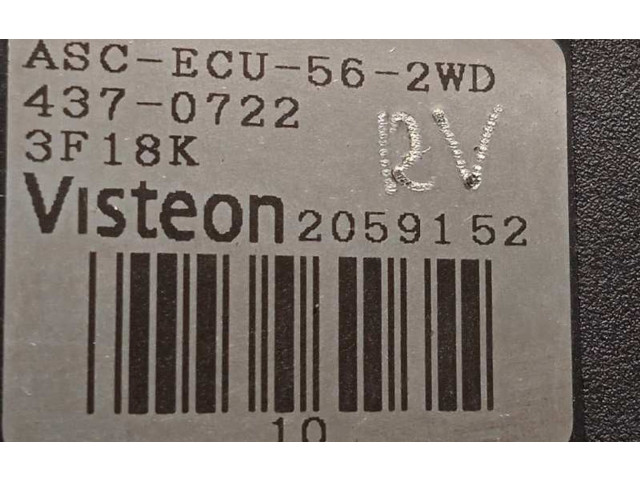 ASC-ECU-56-2WD
437-0722
3F18K RV
Visteon 2059152
10